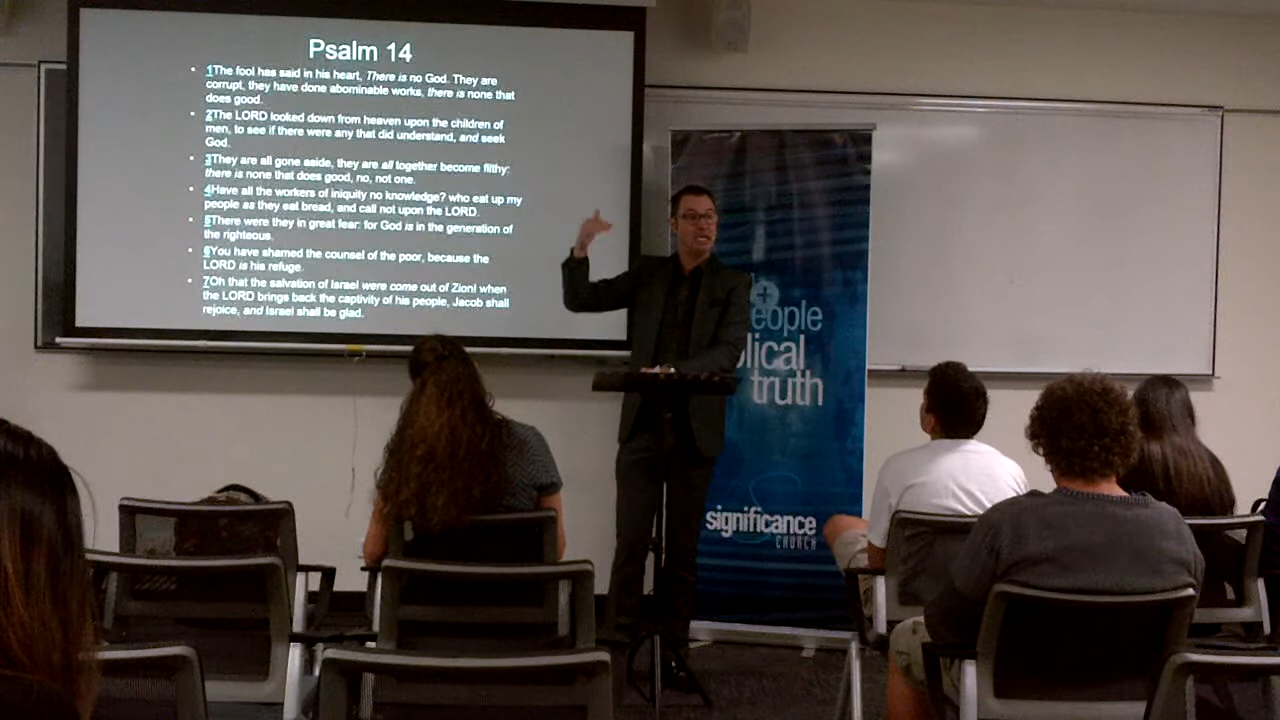 Psalm 14
• 1The fool has said in his heart, There is no God. They are
corrupt, they have done abominable works, there is none that
does good.
• 2The LORD looked down from heaven upon the children of
men, to see if there were any that did understand, and seek
God.
• 3They are all gone aside, they are all together become filthy:
there is none that does good, no, not one.
• 4Have all the workers of iniquity no knowledge? who eat up my
people as they eat bread, and call not upon the LORD.
• 5There were they in great fear: for God is in the generation of
the righteous.
• 6You have shamed the counsel of the poor, because the
LORD is his refuge.
• 7Oh that the salvation of Israel were come out of Zion! when
the LORD brings back the captivity of his people, Jacob shall
rejoice, and Israel shall be glad.
+
eople
lical
truth
significance
CHURCH